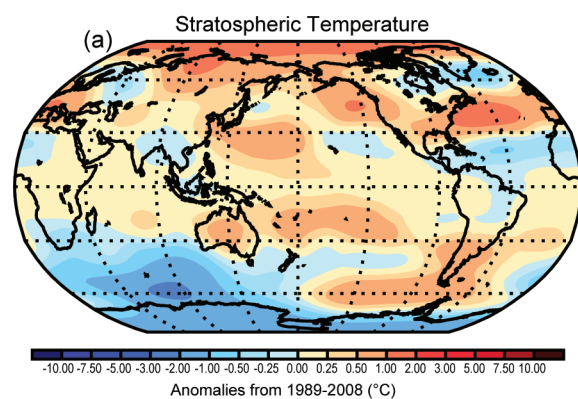 Stratospheric Temperature
(a)
-10.00 -7.50 -5.00 -3.00 -2.00 -1.00 -0.50 -0.25 0.00 0.25 0.50 1.00 2.00 3.00 5.00 7.50 10.00
Anomalies from 1989-2008 (°C)